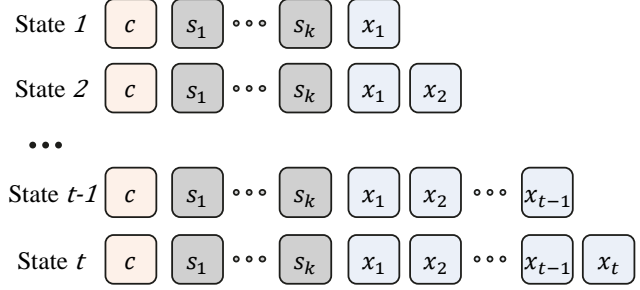 State 1 c s₁ ∘∘∘ sₖ x₁
State 2 c s₁ ∘∘∘ sₖ x₁ x₂
•••
State t-1 c s₁ ∘∘∘ sₖ x₁ x₂ ∘∘∘ xₜ₋₁
State t c s₁ ∘∘∘ sₖ x₁ x₂ ∘∘∘ xₜ₋₁ xₜ